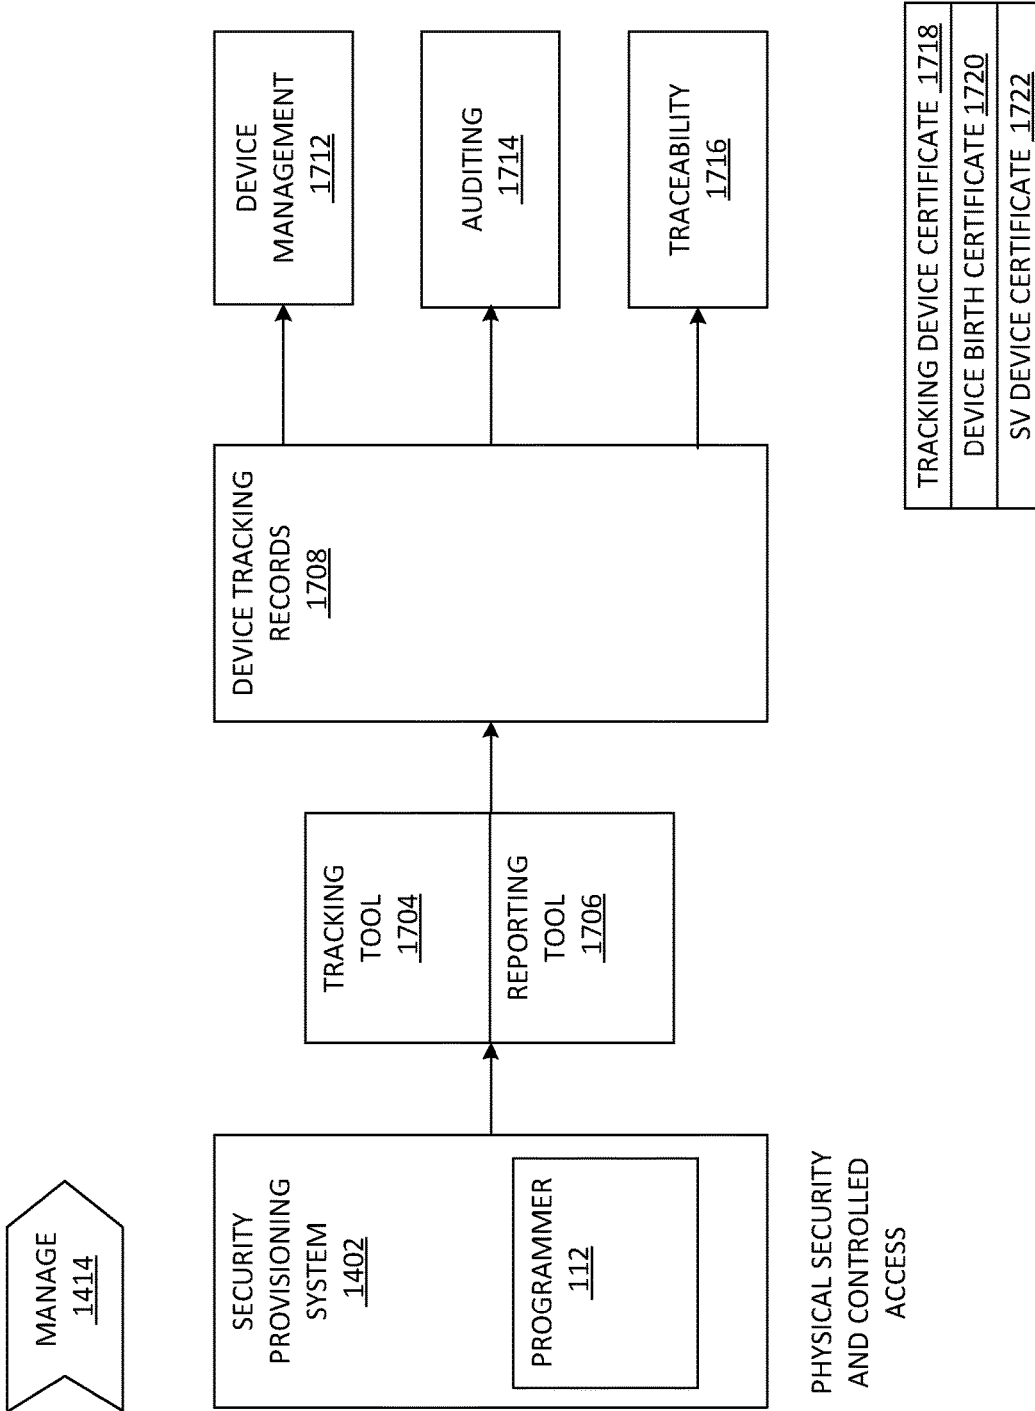 MANAGE
1414
SECURITY
PROVISIONING
SYSTEM
1402
PROGRAMMER
112
PHYSICAL SECURITY
AND CONTROLLED
ACCESS
TRACKING
TOOL
1704
REPORTING
TOOL
1706
DEVICE TRACKING
RECORDS
1708
DEVICE
MANAGEMENT
1712
AUDITING
1714
TRACEABILITY
1716
TRACKING DEVICE CERTIFICATE 1718
DEVICE BIRTH CERTIFICATE 1720
SV DEVICE CERTIFICATE 1722